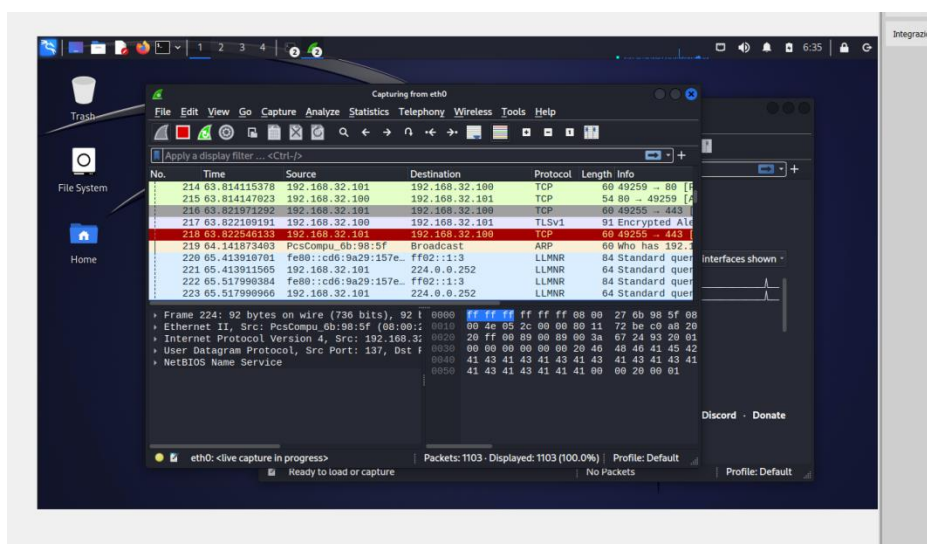 Integrazi
1 2 3 4
2
6:35
Trash
File System
Home
Capturing from eth0
File Edit View Go Capture Analyze Statistics Telephony Wireless Tools Help
Apply a display filter ... <Ctrl-/>
No. Time Source Destination Protocol Length Info
214 63.814115378 192.168.32.101 192.168.32.100 TCP 60 49259 → 80
215 63.814147023 192.168.32.100 192.168.32.101 TCP 54 80 → 49259
216 63.821971292 192.168.32.101 192.168.32.100 TCP 60 49255 → 443 [
217 63.822109191 192.168.32.100 192.168.32.101 TLSv1 91 Encrypted Ale
218 63.822546133 192.168.32.101 192.168.32.100 TCP 60 49255 → 443 [
219 64.141873403 PcsCompu_6b:98:5f Broadcast ARP 60 Who has 192.1
220 65.413910701 fe80::cd6:9a29:157e… ff02::1:3 LLMNR 84 Standard quer
221 65.413911565 192.168.32.101 224.0.0.252 LLMNR 64 Standard quer
222 65.517990384 fe80::cd6:9a29:157e… ff02::1:3 LLMNR 84 Standard quer
223 65.517990966 192.168.32.101 224.0.0.252 LLMNR 64 Standard quer
interfaces shown
Frame 224: 92 bytes on wire (736 bits), 92 b
Ethernet II, Src: PcsCompu_6b:98:5f (08:00:2
Internet Protocol Version 4, Src: 192.168.32
User Datagram Protocol, Src Port: 137, Dst P
NetBIOS Name Service
0000 ff ff ff ff ff ff 08 00 27 6b 98 5f 08
0010 00 4e 05 2c 00 00 80 11 72 be c0 a8 20
0020 20 ff 00 89 00 89 00 3a 67 24 93 20 01
0030 00 00 00 00 00 00 20 46 48 46 41 45 42
0040 41 43 41 43 41 43 41 43 41 43 41 43 41
0050 41 43 41 43 41 41 41 00 00 20 00 01
Discord · Donate
eth0: <live capture in progress> Packets: 1103 · Displayed: 1103 (100.0%) Profile: Default
Ready to load or capture No Packets Profile: Default